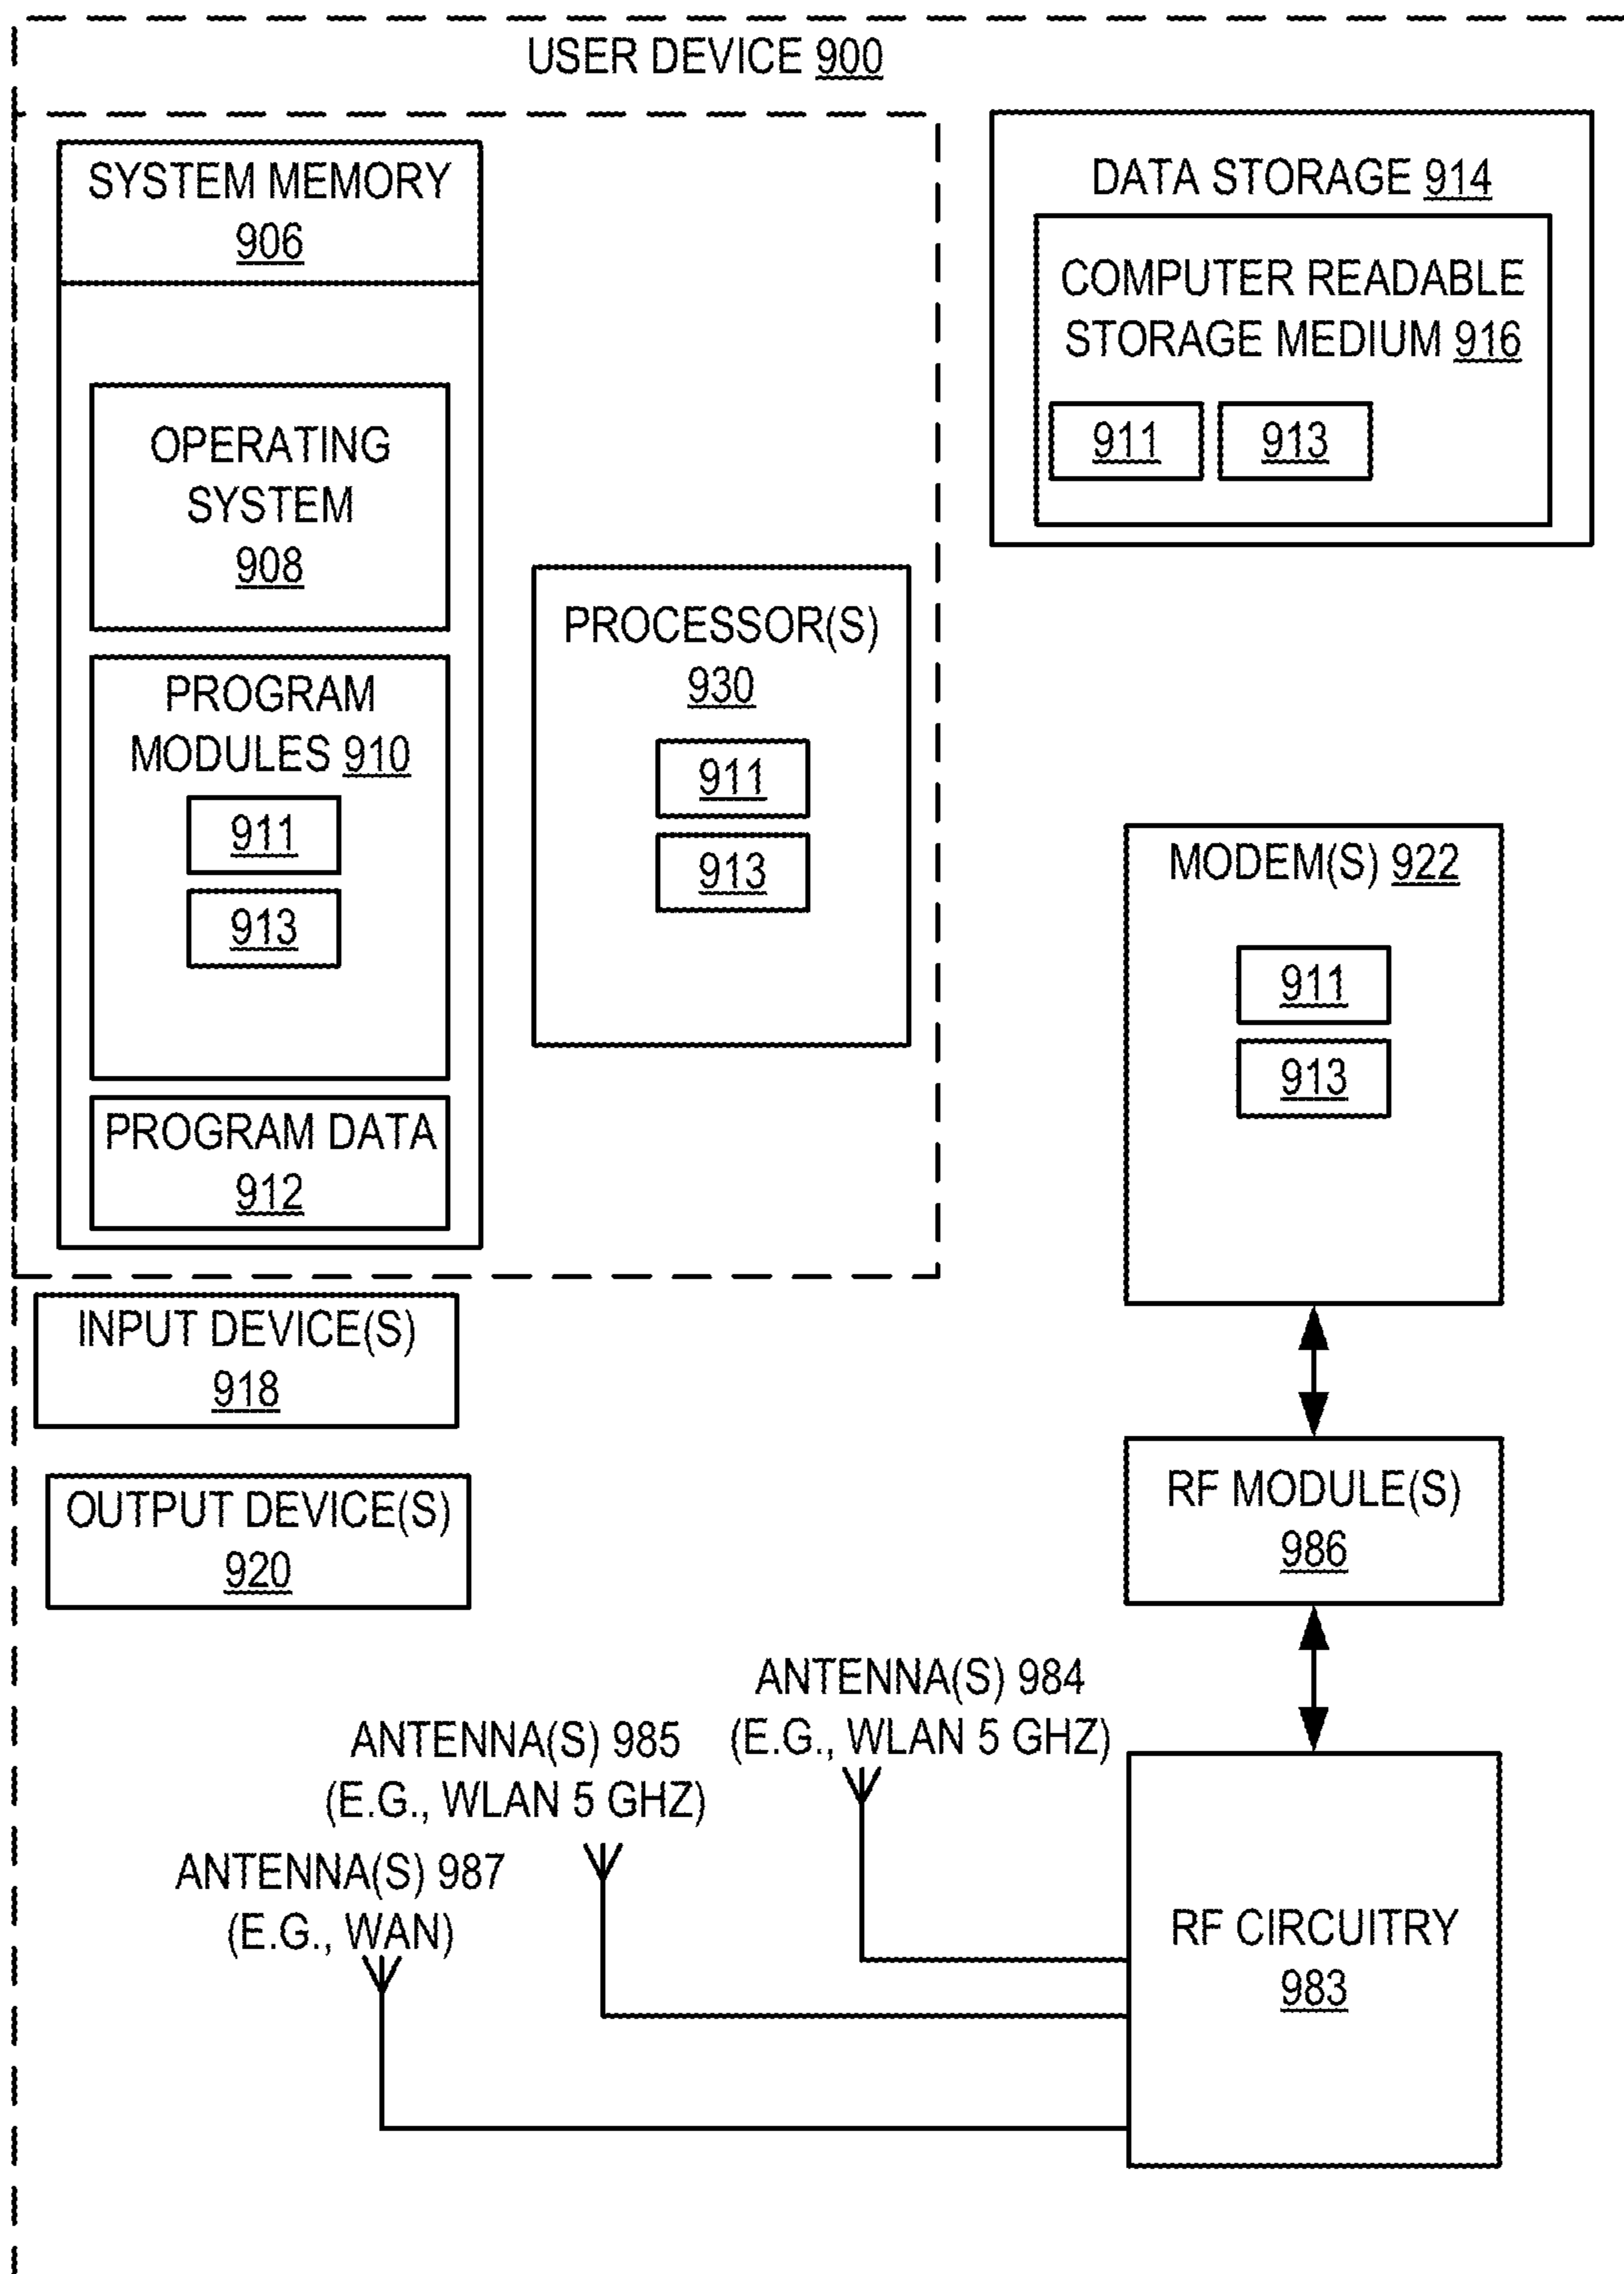 USER DEVICE 900
SYSTEM MEMORY
906
OPERATING
SYSTEM
908
PROGRAM
MODULES 910
911
913
PROGRAM DATA
912
PROCESSOR(S)
930
911
913
DATA STORAGE 914
COMPUTER READABLE
STORAGE MEDIUM 916
911 913
MODEM(S) 922
911
913
INPUT DEVICE(S)
918
OUTPUT DEVICE(S)
920
RF MODULE(S)
986
ANTENNA(S) 984
(E.G., WLAN 5 GHZ)
ANTENNA(S) 985
(E.G., WLAN 5 GHZ)
ANTENNA(S) 987
(E.G., WAN)
RF CIRCUITRY
983